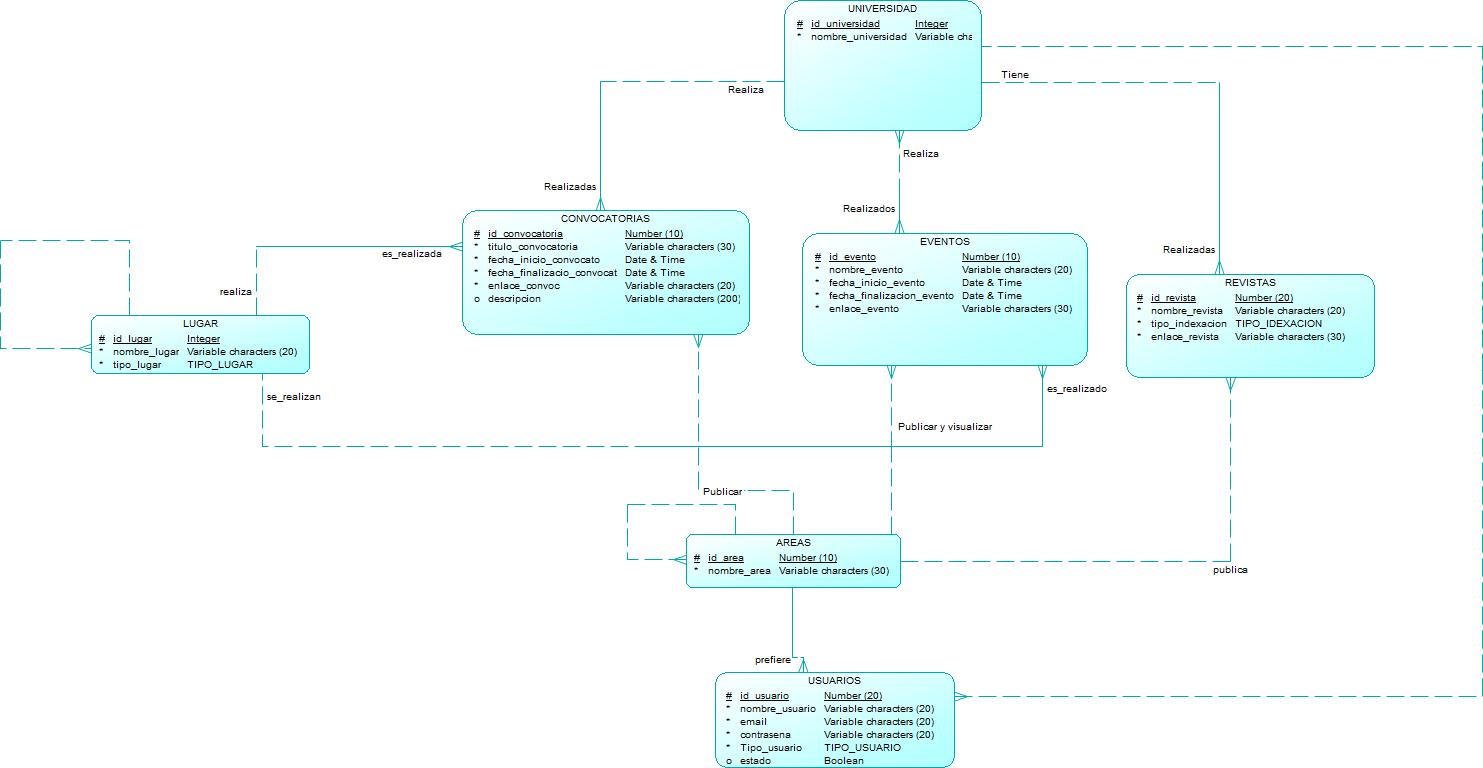 UNIVERSIDAD
# id_universidad Integer
* nombre_universidad Variable cha
Tiene
Realiza
Realiza
Realizadas
Realizados
Realizadas
CONVOCATORIAS
# id_convocatoria Number (10)
* titulo_convocatoria Variable characters (30)
* fecha_inicio_convocato Date & Time
* fecha_finalizacio_convocat Date & Time
* enlace_convoc Variable characters (20)
o descripcion Variable characters (200)
EVENTOS
# id_evento Number (10)
* nombre_evento Variable characters (20)
* fecha_inicio_evento Date & Time
* fecha_finalizacion_evento Date & Time
* enlace_evento Variable characters (30)
REVISTAS
# id_revista Number (20)
* nombre_revista Variable characters (20)
* tipo_indexacion TIPO_IDEXACION
* enlace_revista Variable characters (30)
es_realizada
realiza
LUGAR
# id_lugar Integer
* nombre_lugar Variable characters (20)
* tipo_lugar TIPO_LUGAR
se_realizan
es_realizado
Publicar y visualizar
Publicar
AREAS
# id_area Number (10)
* nombre_area Variable characters (30)
publica
prefiere
USUARIOS
# id_usuario Number (20)
* nombre_usuario Variable characters (20)
* email Variable characters (20)
* contrasena Variable characters (20)
* Tipo_usuario TIPO_USUARIO
o estado Boolean